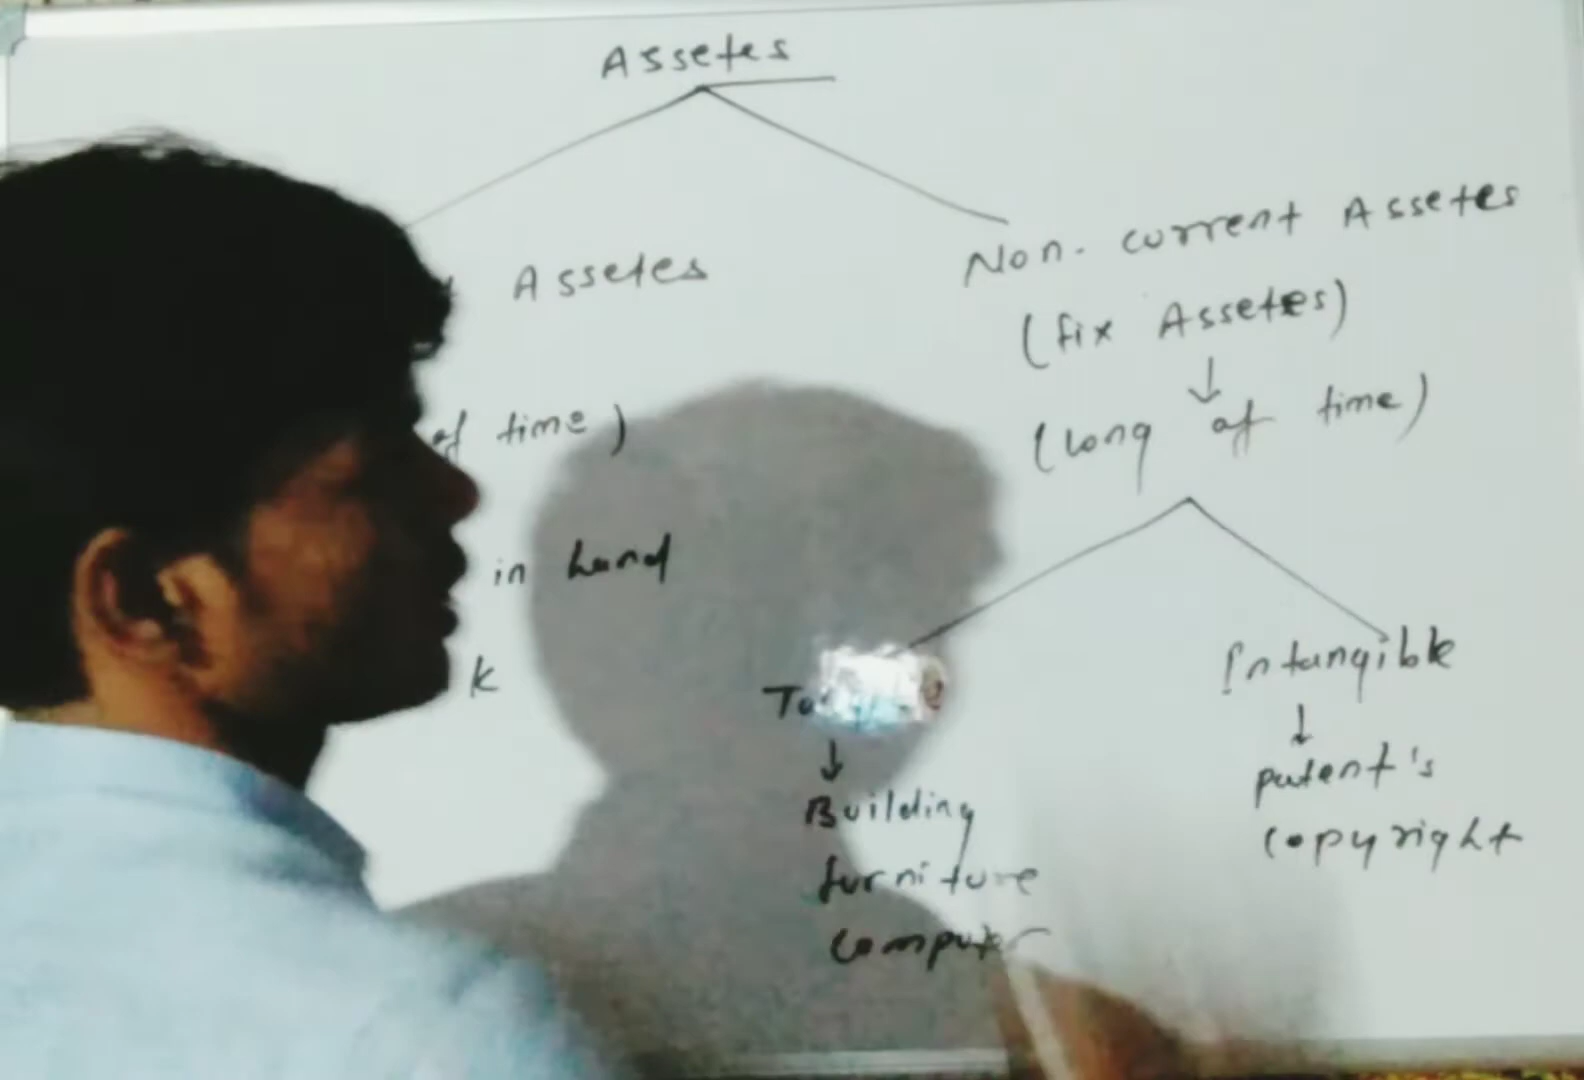 Assetes
Assetes
of time)
in hand
k
Non-current Assetes
(fix Assetes)
(long of time)
Building
furniture
computer
Intangible
patent's
copyright